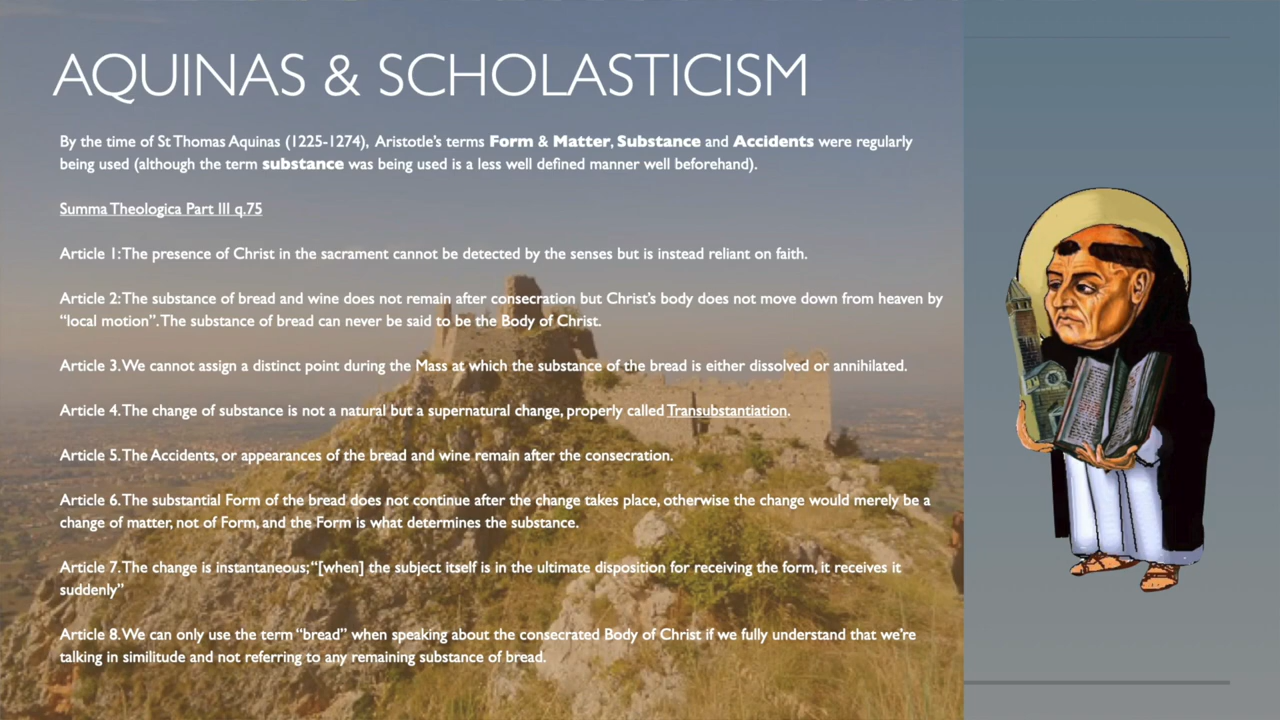 AQUINAS & SCHOLASTICISM
By the time of St Thomas Aquinas (1225-1274), Aristotle's terms Form & Matter, Substance and Accidents were regularly
being used (although the term substance was being used is a less well defined manner well beforehand).
Summa Theologica Part III q.75
Article 1: The presence of Christ in the sacrament cannot be detected by the senses but is instead reliant on faith.
Article 2: The substance of bread and wine does not remain after consecration but Christ's body does not move down from heaven by
“local motion”. The substance of bread can never be said to be the Body of Christ.
Article 3. We cannot assign a distinct point during the Mass at which the substance of the bread is either dissolved or annihilated.
Article 4. The change of substance is not a natural but a supernatural change, properly called Transubstantiation.
Article 5. The Accidents, or appearances of the bread and wine remain after the consecration.
Article 6. The substantial Form of the bread does not continue after the change takes place, otherwise the change would merely be a
change of matter, not of Form, and the Form is what determines the substance.
Article 7. The change is instantaneous; “[when] the subject itself is in the ultimate disposition for receiving the form, it receives it
suddenly”
Article 8. We can only use the term “bread” when speaking about the consecrated Body of Christ if we fully understand that we're
talking in similitude and not referring to any remaining substance of bread.